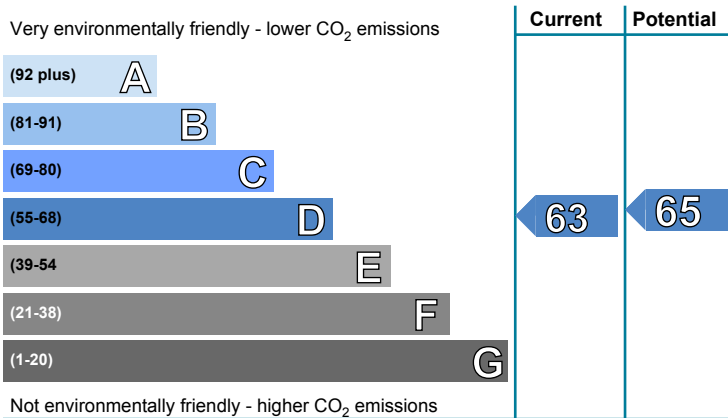 Very environmentally friendly - lower CO2 emissions
Current
Potential
(92 plus) A
(81-91) B
(69-80) C
(55-68) D
63
65
(39-54 E
(21-38) F
(1-20) G
Not environmentally friendly - higher CO2 emissions